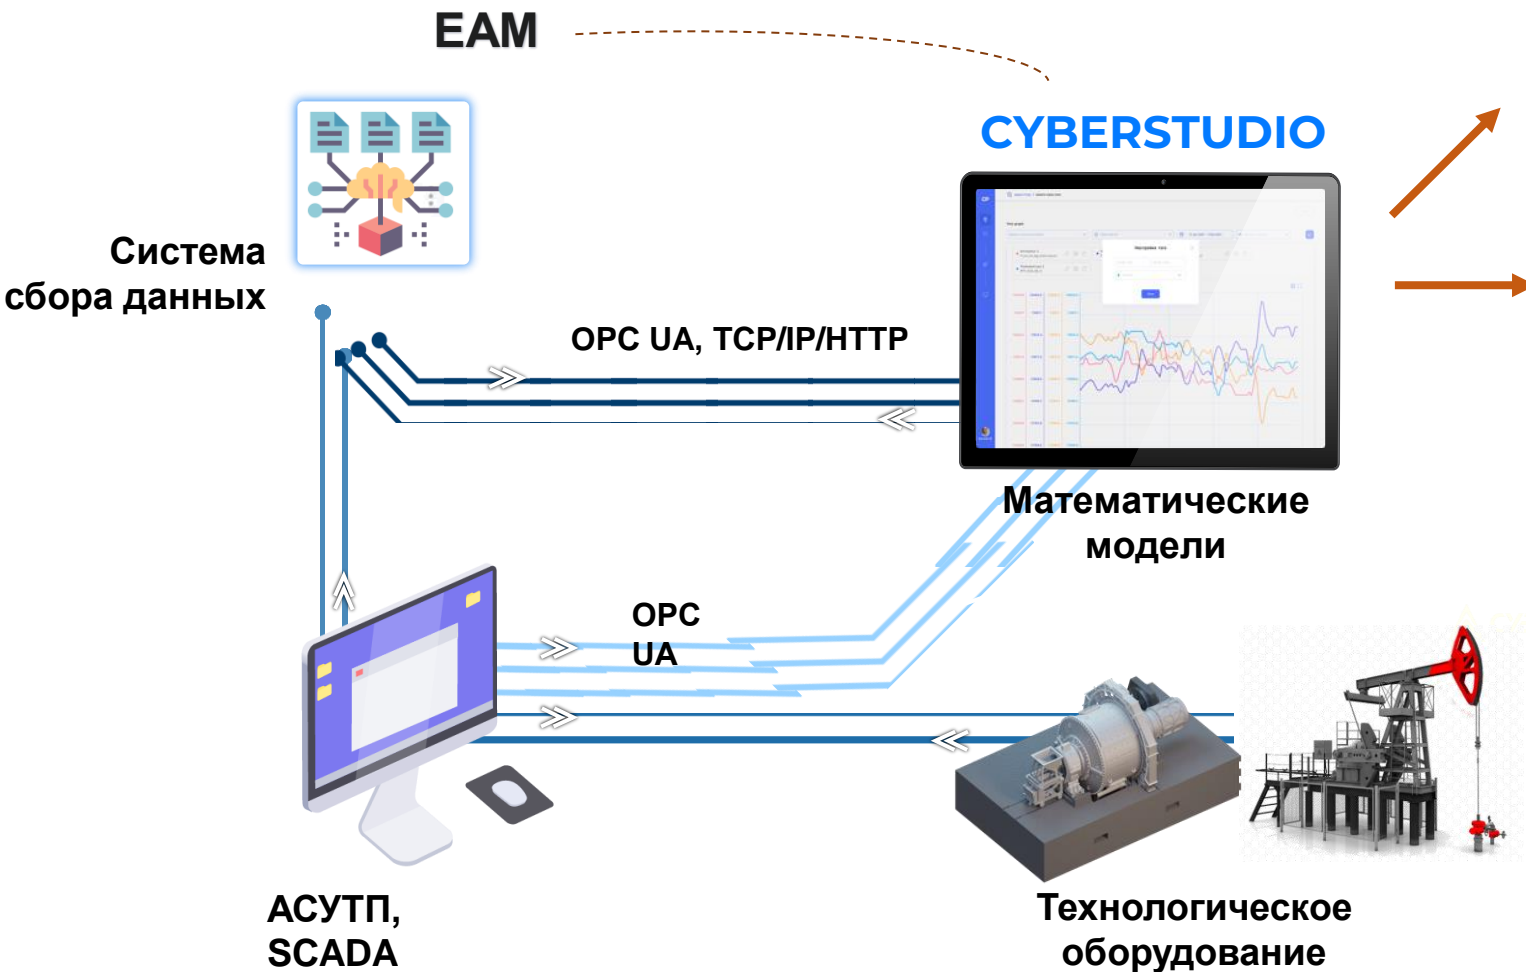 EAM
CYBERSTUDIO
Система
сбора данных
OPC UA, TCP/IP/HTTP
Математические
модели
OPC
UA
АСУТП,
SCADA
Технологическое
оборудование